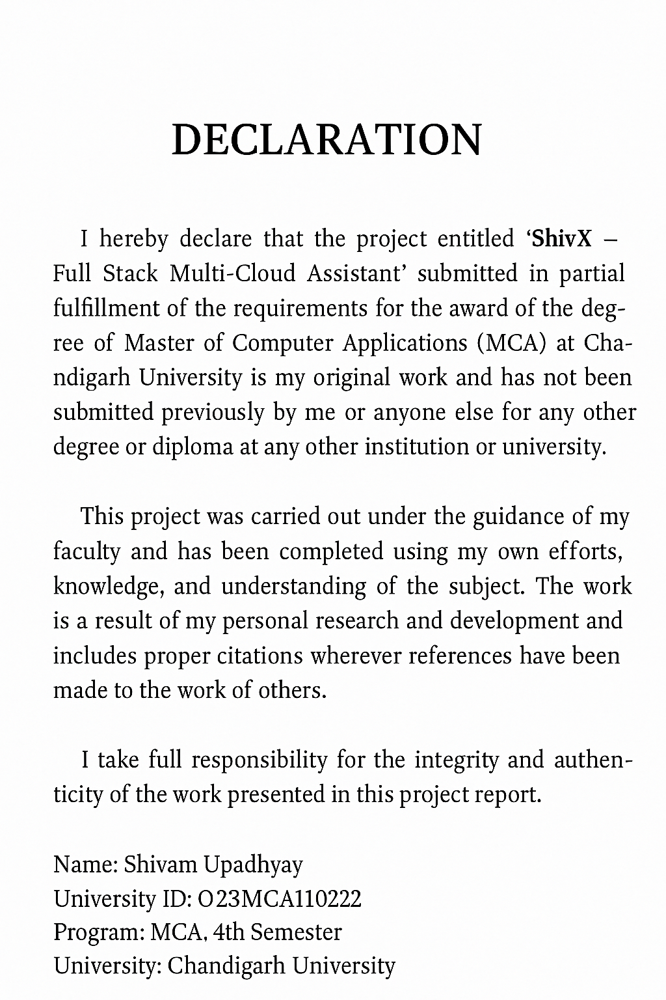 DECLARATION
I hereby declare that the project entitled ‘ShivX –
Full Stack Multi-Cloud Assistant’ submitted in partial
fulfillment of the requirements for the award of the deg-
ree of Master of Computer Applications (MCA) at Cha-
ndigarh University is my original work and has not been
submitted previously by me or anyone else for any other
degree or diploma at any other institution or university.
This project was carried out under the guidance of my
faculty and has been completed using my own efforts,
knowledge, and understanding of the subject. The work
is a result of my personal research and development and
includes proper citations wherever references have been
made to the work of others.
I take full responsibility for the integrity and authen-
ticity of the work presented in this project report.
Name: Shivam Upadhyay
University ID: O23MCA110222
Program: MCA, 4th Semester
University: Chandigarh University